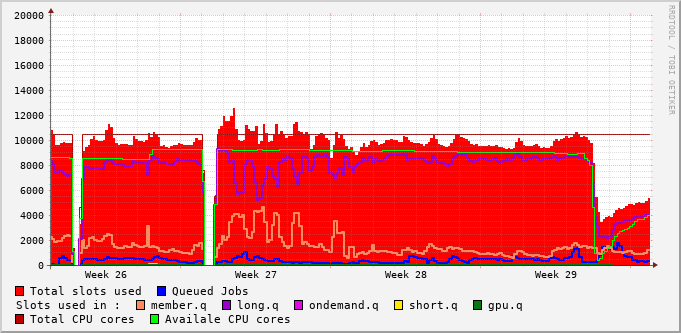 RRDTOOL / TOBI OETIKER
20000
18000
16000
14000
12000
10000
8000
6000
4000
2000
0
Week 26 Week 27 Week 28 Week 29
Total slots used Queued Jobs
Slots used in : member.q long.q ondemand.q short.q gpu.q
Total CPU cores Availale CPU cores